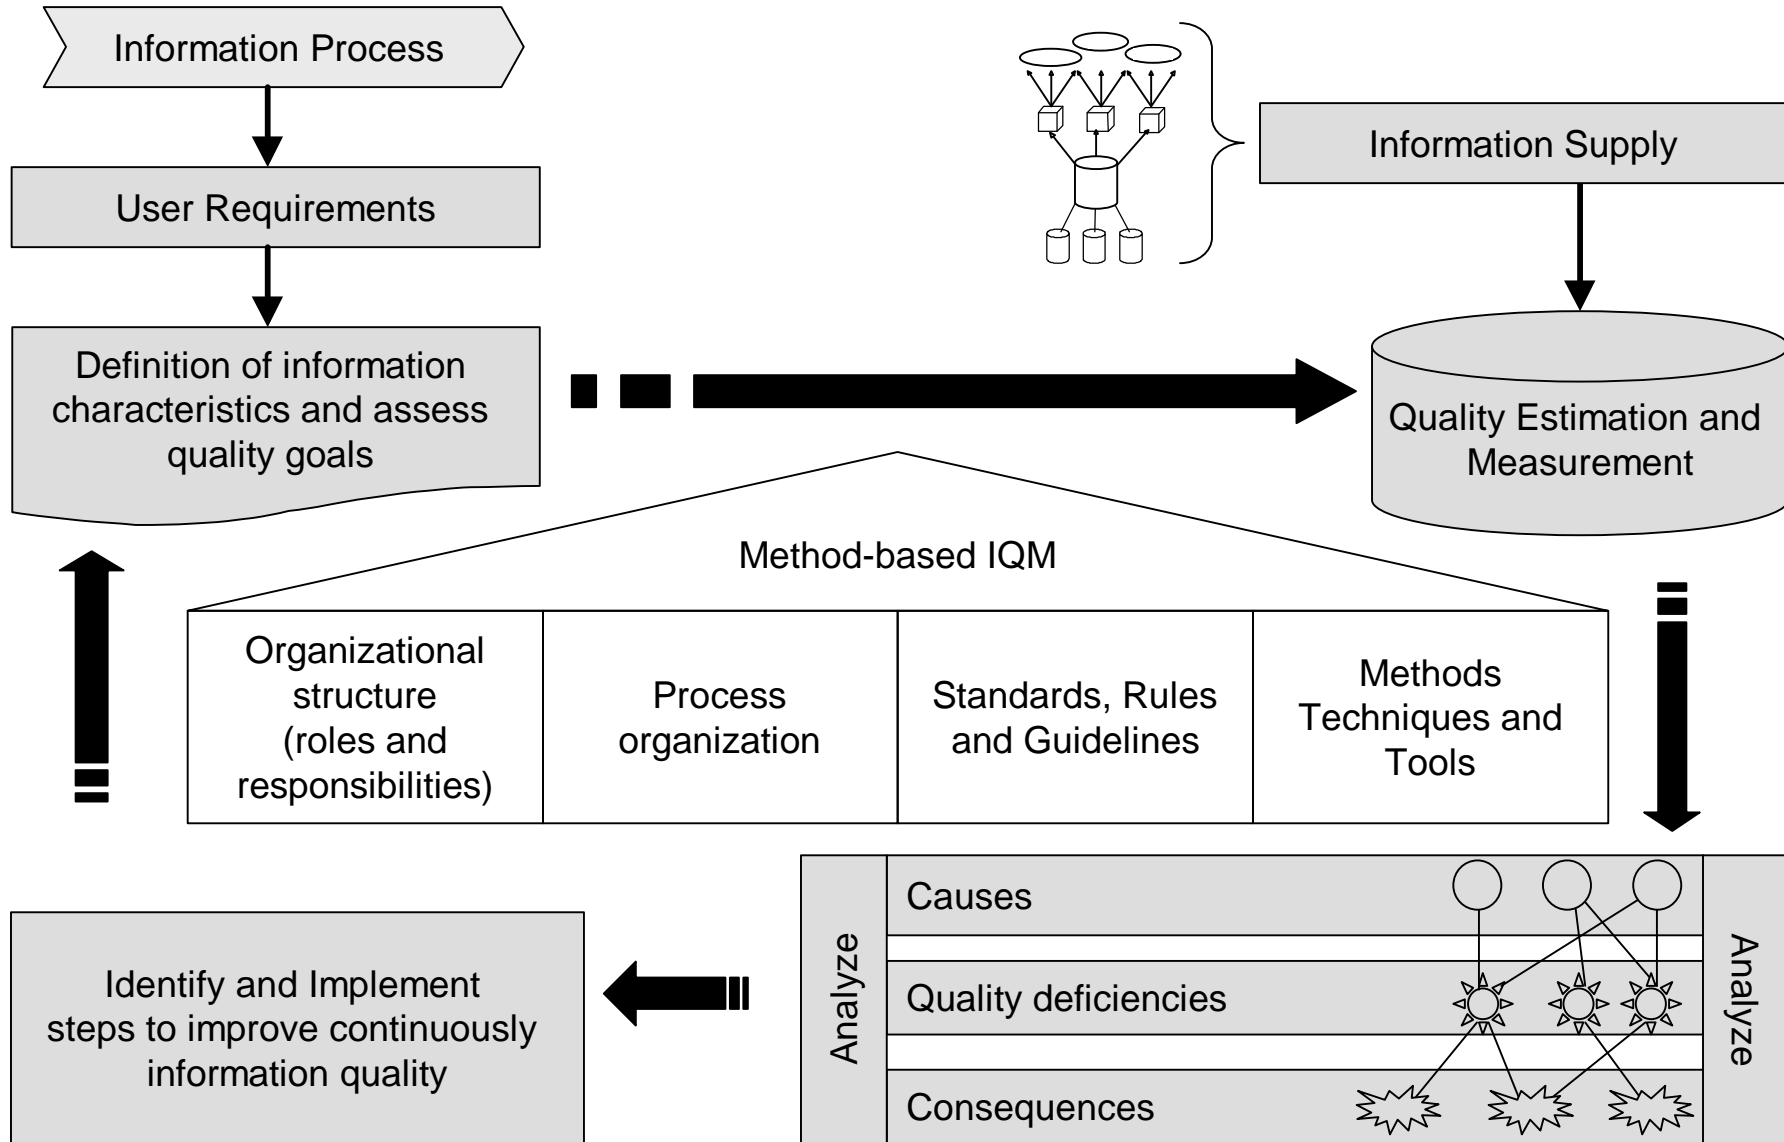 Information Process
User Requirements
Definition of information
characteristics and assess
quality goals
Information Supply
Quality Estimation and
Measurement
Method-based IQM
Organizational
structure
(roles and
responsibilities)
Process
organization
Standards, Rules
and Guidelines
Methods
Techniques and
Tools
Analyze
Causes
Quality deficiencies
Consequences
Analyze
Identify and Implement
steps to improve continuously
information quality